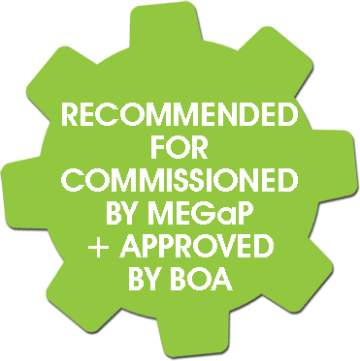 RECOMMENDED
FOR
COMMISSIONED
BY MEGaP
+ APPROVED
BY BOA